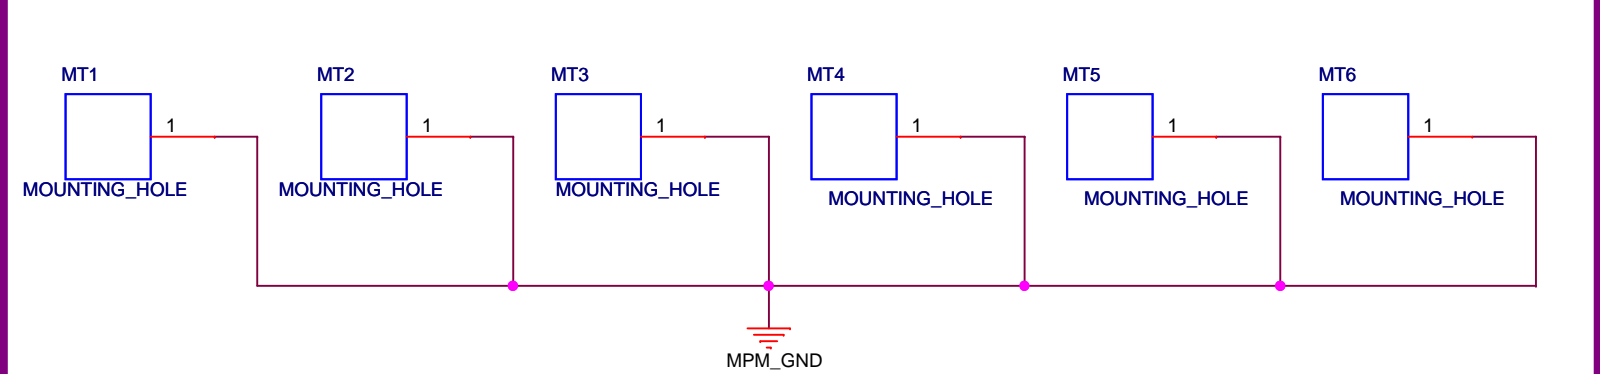 MT1 MT2 MT3 MT4 MT5 MT6
1 1 1 1 1 1
MOUNTING_HOLE MOUNTING_HOLE MOUNTING_HOLE MOUNTING_HOLE MOUNTING_HOLE MOUNTING_HOLE
MPM_GND